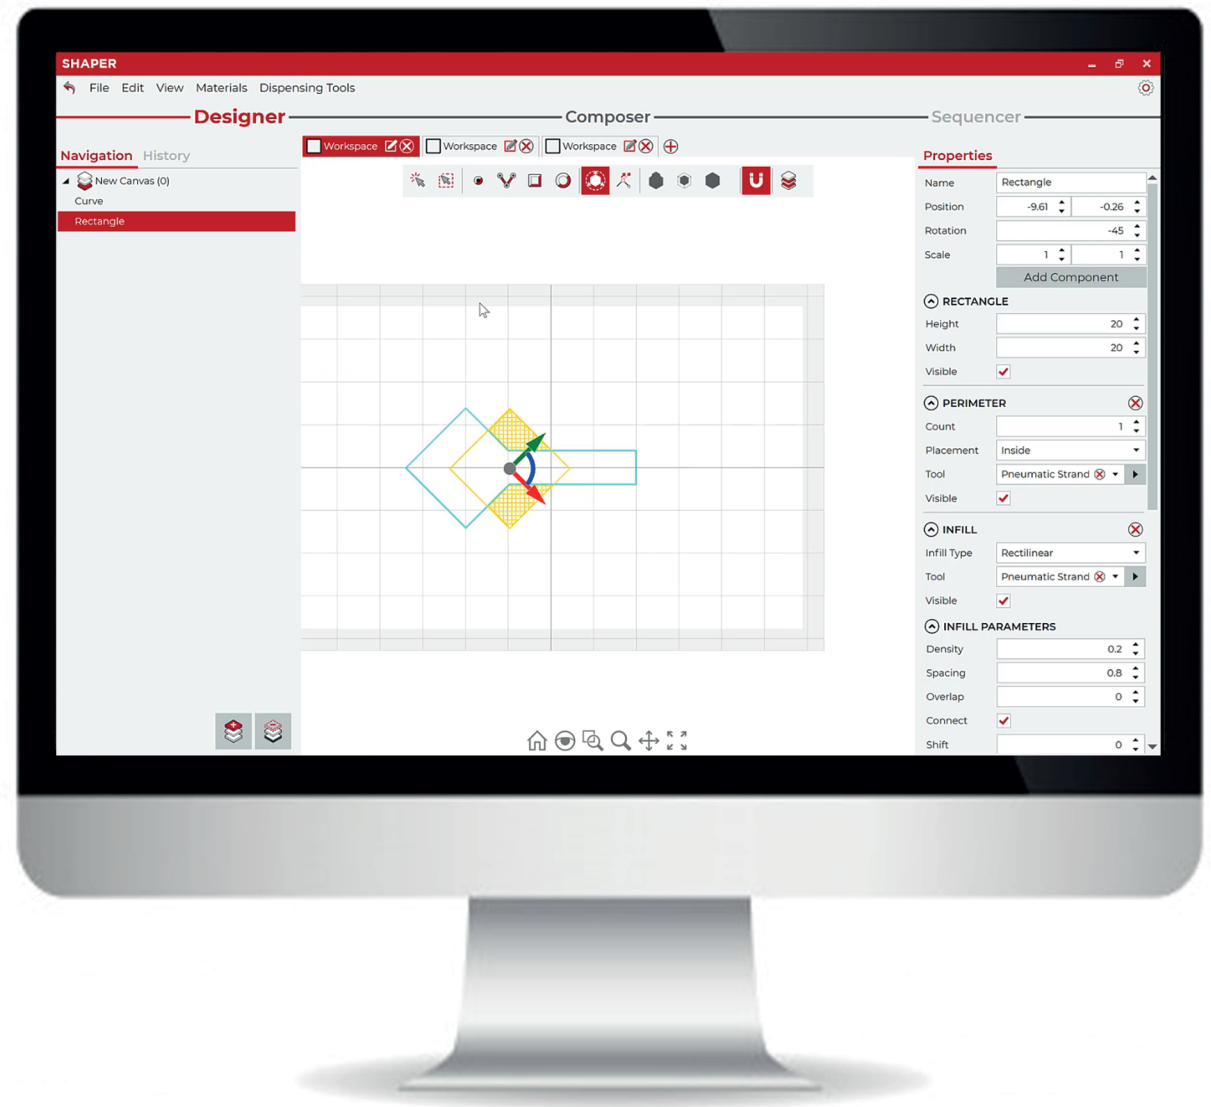 SHAPER
File Edit View Materials Dispensing Tools
Designer Composer Sequencer
Workspace Workspace Workspace
Navigation History
New Canvas (0)
Curve
Rectangle
Properties
Name Rectangle
Position -9.61 -0.26
Rotation -45
Scale 1 1
Add Component
RECTANGLE
Height 20
Width 20
Visible
PERIMETER
Count 1
Placement Inside
Tool Pneumatic Strand
Visible
INFILL
Infill Type Rectilinear
Tool Pneumatic Strand
Visible
INFILL PARAMETERS
Density 0.2
Spacing 0.8
Overlap 0
Connect
Shift 0